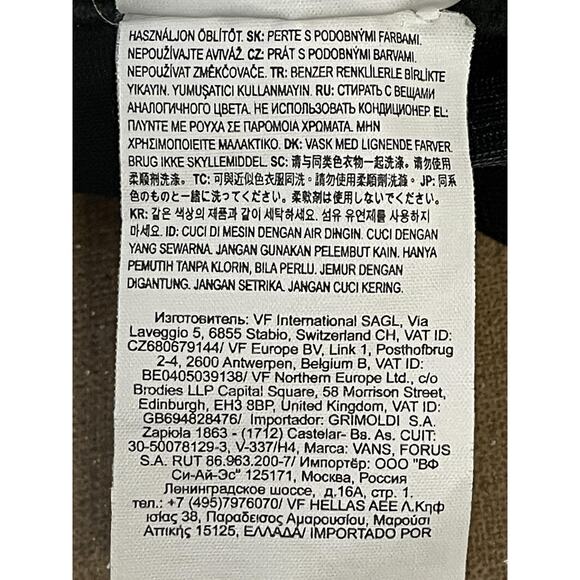 HASZNÁLJON ÖBLÍTŐT. SK: PERTE S PODOBNÝMI FARBAMI.
NEPOUŽÍVAJTE AVIVÁŽ. CZ: PRÁT S PODOBNÝMI BARVAMI.
NEPOUŽÍVAT ZMĚKČOVAČE. TR: BENZER RENKLİLERLE BİRLİKTE
YIKAYIN. YUMUŞATICI KULLANMAYIN. RU: СТИРАТЬ С ВЕЩАМИ
АНАЛОГИЧНОГО ЦВЕТА. НЕ ИСПОЛЬЗОВАТЬ КОНДИЦИОНЕР. EL:
ΠΛΥΝΤΕ ΜΕ ΡΟΥΧΑ ΣΕ ΠΑΡΟΜΟΙΑ ΧΡΩΜΑΤΑ. ΜΗΝ
ΧΡΗΣΙΜΟΠΟΙΕΙΤΕ ΜΑΛΑΚΤΙΚΟ. DK: VASK MED LIGNENDE FARVER.
BRUG IKKE SKYLLEMIDDEL. SC: 请与同类色衣物一起洗涤。请勿使用
柔顺剂洗涤。 TC: 可與近似色衣服同洗。請勿使用柔順劑洗滌。 JP: 同系
色のものと一緒に洗ってください。柔軟剤は使用しないでください。
KR: 같은 색상의 제품과 같이 세탁하세요. 섬유 유연제를 사용하지
마세요. ID: CUCI DI MESIN DENGAN AIR DINGIN. CUCI DENGAN
YANG SEWARNA. JANGAN GUNAKAN PELEMBUT KAIN. HANYA
PEMUTIH TANPA KLORIN, BILA PERLU. JEMUR DENGAN
DIGANTUNG. JANGAN SETRIKA. JANGAN CUCI KERING.
Изготовитель: VF International SAGL, Via
Laveggio 5, 6855 Stabio, Switzerland CH, VAT ID:
CZ680679144/ VF Europe BV, Link 1, Posthofbrug
2-4, 2600 Antwerpen, Belgium B, VAT ID:
BE0405039138/ VF Northern Europe Ltd., c/o
Brodies LLP Capital Square, 58 Morrison Street,
Edinburgh, EH3 8BP, United Kingdom, VAT ID:
GB694828476/ Importador: GRIMOLDI S.A.
Zapiola 1863 - (1712) Castelar- Bs. As. CUIT:
30-50078129-3, V-337/H4, Marca: VANS, FORUS
S.A. RUT 86.963.200-7/ Импортёр: ООО "ВФ
Си-Ай-Эс" 125171, Москва, Россия
Ленинградское шоссе, д.16А, стр. 1.
тел.: +7 (495)7976070/ VF HELLAS AEE Λ.Κηφ
ισίας 38, Παραδεισος Αμαρουσίου, Μαρούσι
Αττικής 15125, ΕΛΛΑΔΑ/ IMPORTADO POR